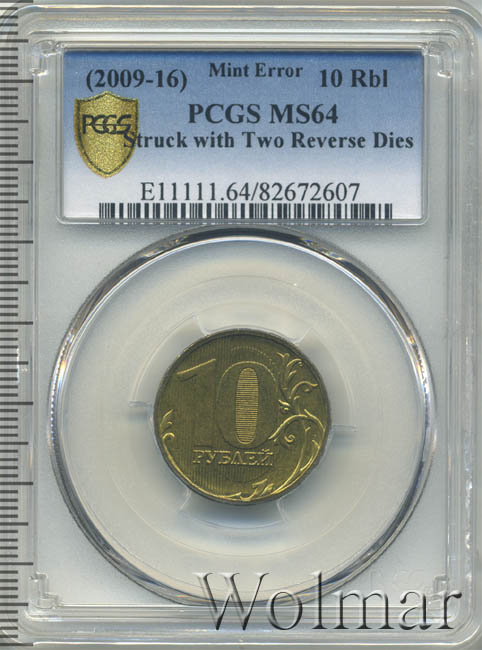 (2009-16) Mint Error 10 Rbl
PCGS MS64
Struck with Two Reverse Dies
E11111.64/82672607
PCGS
10
РУБЛЕЙ
Wolmar